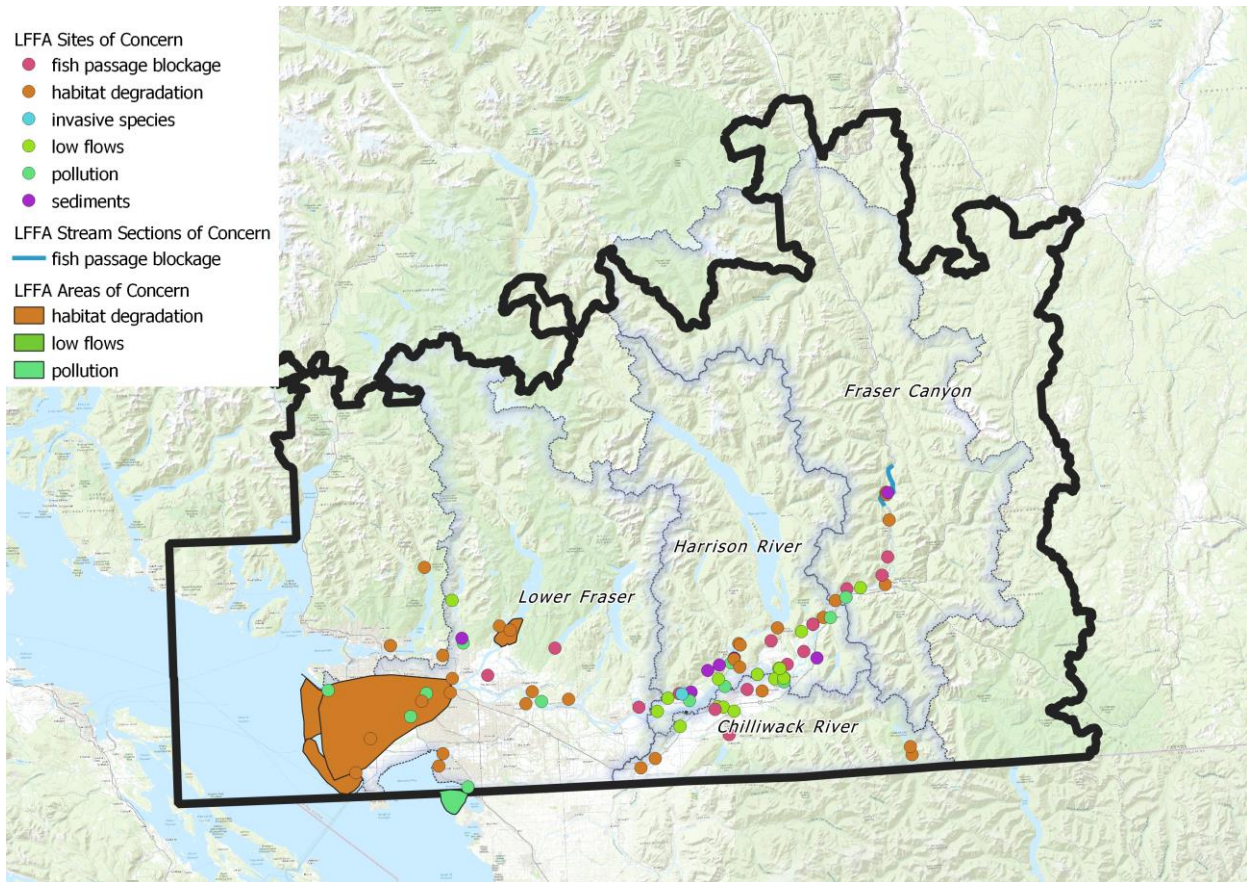 LFFA Sites of Concern
fish passage blockage
habitat degradation
invasive species
low flows
pollution
sediments
LFFA Stream Sections of Concern
fish passage blockage
LFFA Areas of Concern
habitat degradation
low flows
pollution
Fraser Canyon
Harrison River
Lower Fraser
Chilliwack River